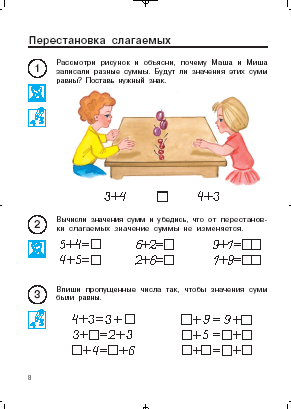 Перестановка слагаемых
1 Рассмотри рисунок и объясни, почему Маша и Миша
записали разные суммы. Будут ли значения этих сумм
равны? Поставь нужный знак.
3+4 □ 4+3
2 Вычисли значения сумм и убедись, что от перестанов-
ки слагаемых значение суммы не изменяется.
5+4=□ 6+2=□ 9+1=□□
4+5=□ 2+6=□ 1+9=□□
3 Впиши пропущенные числа так, чтобы значения сумм
были равны.
4+3=3+□ □+9=9+□
3+□=2+3 □+5=□+□
□+4=□+6 □+□=□+□
8